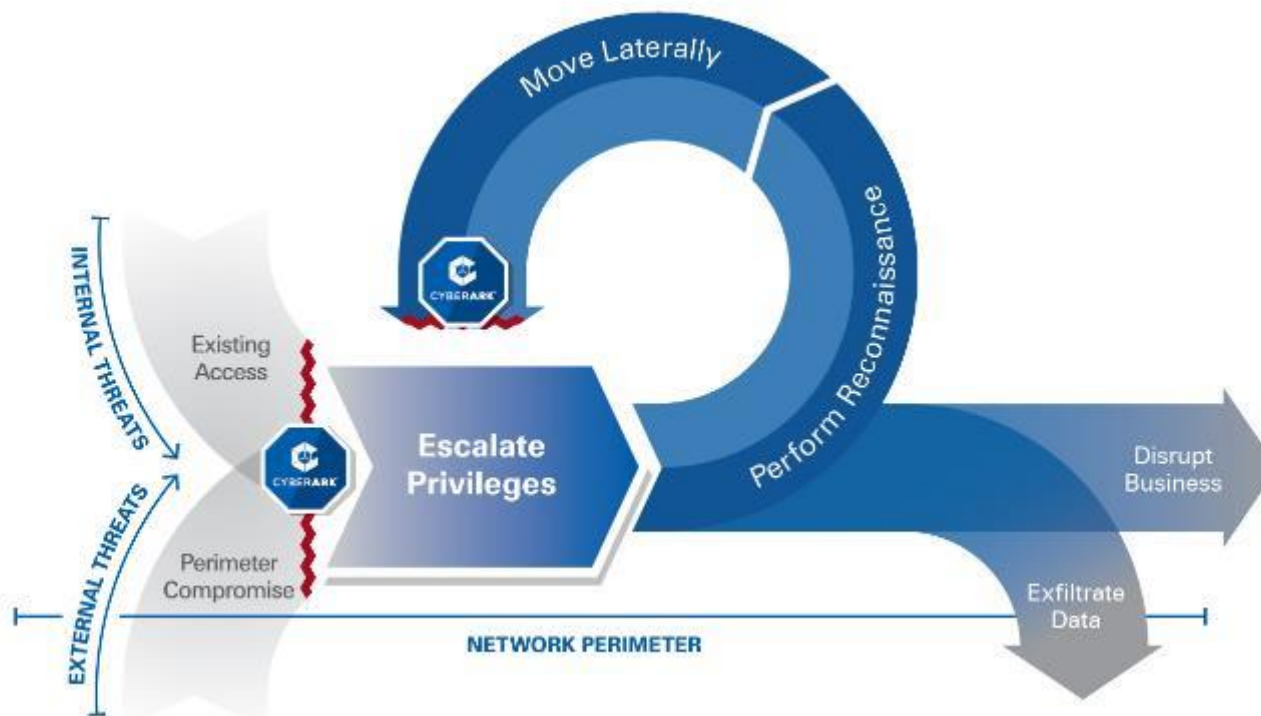 Move Laterally
Perform Reconnaissance
CYBERARK
INTERNAL THREATS
Existing
Access
CYBERARK
Escalate
Privileges
Disrupt
Business
EXTERNAL THREATS
Perimeter
Compromise
Exfiltrate
Data
NETWORK PERIMETER